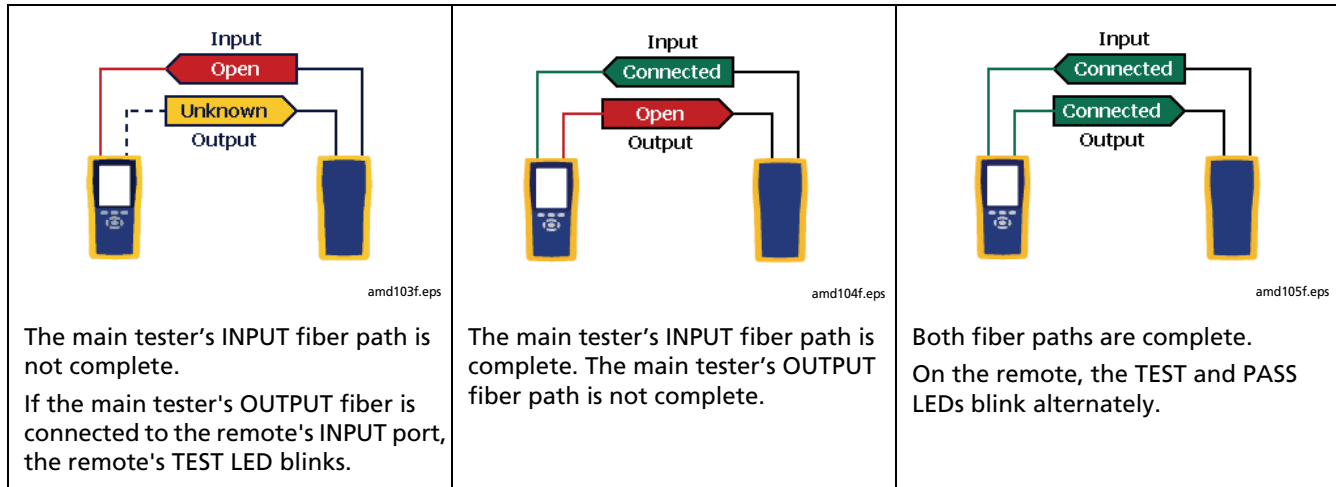 Input
Open
Unknown
Output
amd103f.eps
The main tester’s INPUT fiber path is
not complete.
If the main tester's OUTPUT fiber is
connected to the remote's INPUT port,
the remote's TEST LED blinks.
Input
Connected
Open
Output
amd104f.eps
The main tester’s INPUT fiber path is
complete. The main tester’s OUTPUT
fiber path is not complete.
Input
Connected
Connected
Output
amd105f.eps
Both fiber paths are complete.
On the remote, the TEST and PASS
LEDs blink alternately.